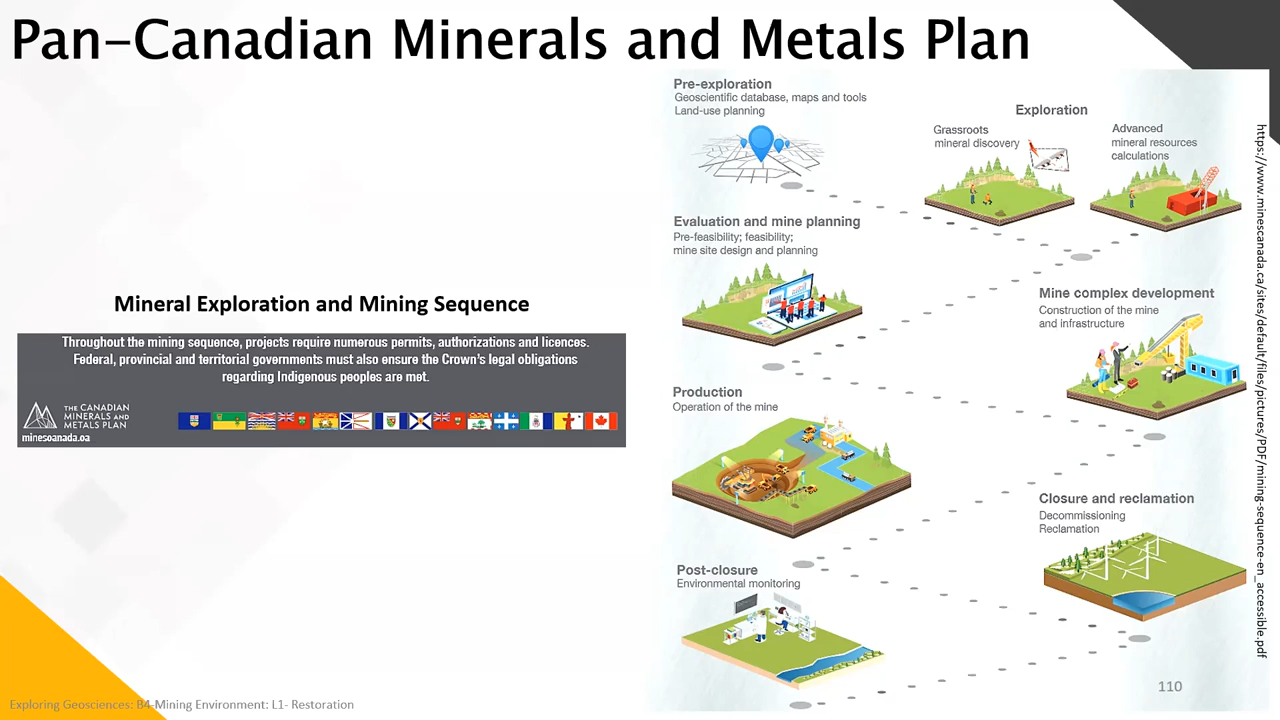 Pan-Canadian Minerals and Metals Plan
Mineral Exploration and Mining Sequence
Throughout the mining sequence, projects require numerous permits, authorizations and licences.
Federal, provincial and territorial governments must also ensure the Crown's legal obligations
regarding Indigenous peoples are met.
THE CANADIAN
MINERALS AND
METALS PLAN
minescanada.ca
Pre-exploration
Geoscientific database, maps and tools
Land-use planning
Exploration
Grassroots
mineral discovery
Advanced
mineral resources
calculations
Evaluation and mine planning
Pre-feasibility; feasibility;
mine site design and planning
Mine complex development
Construction of the mine
and infrastructure
Production
Operation of the mine
Closure and reclamation
Decommissioning
Reclamation
Post-closure
Environmental monitoring
https://www.minescanada.ca/sites/default/files/pictures/PDF/mining-sequence-en_accessible.pdf
110
Exploring Geosciences: B4-Mining Environment: L1- Restoration